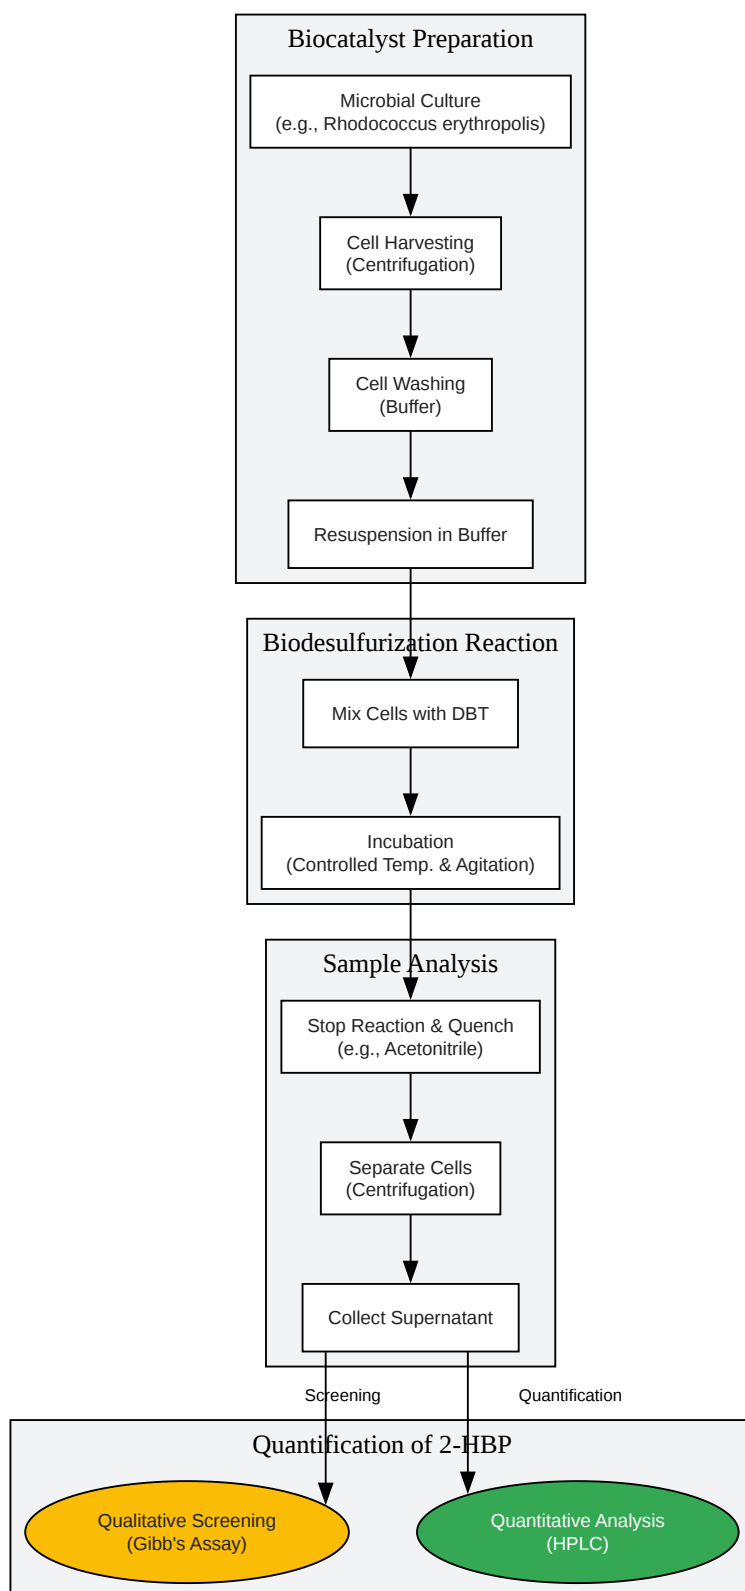 Biocatalyst Preparation
Microbial Culture
(e.g., Rhodococcus erythropolis)
Cell Harvesting
(Centrifugation)
Cell Washing
(Buffer)
Resuspension in Buffer
Biodesulfurization Reaction
Mix Cells with DBT
Incubation
(Controlled Temp. & Agitation)
Sample Analysis
Stop Reaction & Quench
(e.g., Acetonitrile)
Separate Cells
(Centrifugation)
Collect Supernatant
Screening
Quantification
Quantification of 2-HBP
Qualitative Screening
(Gibb's Assay)
Quantitative Analysis
(HPLC)